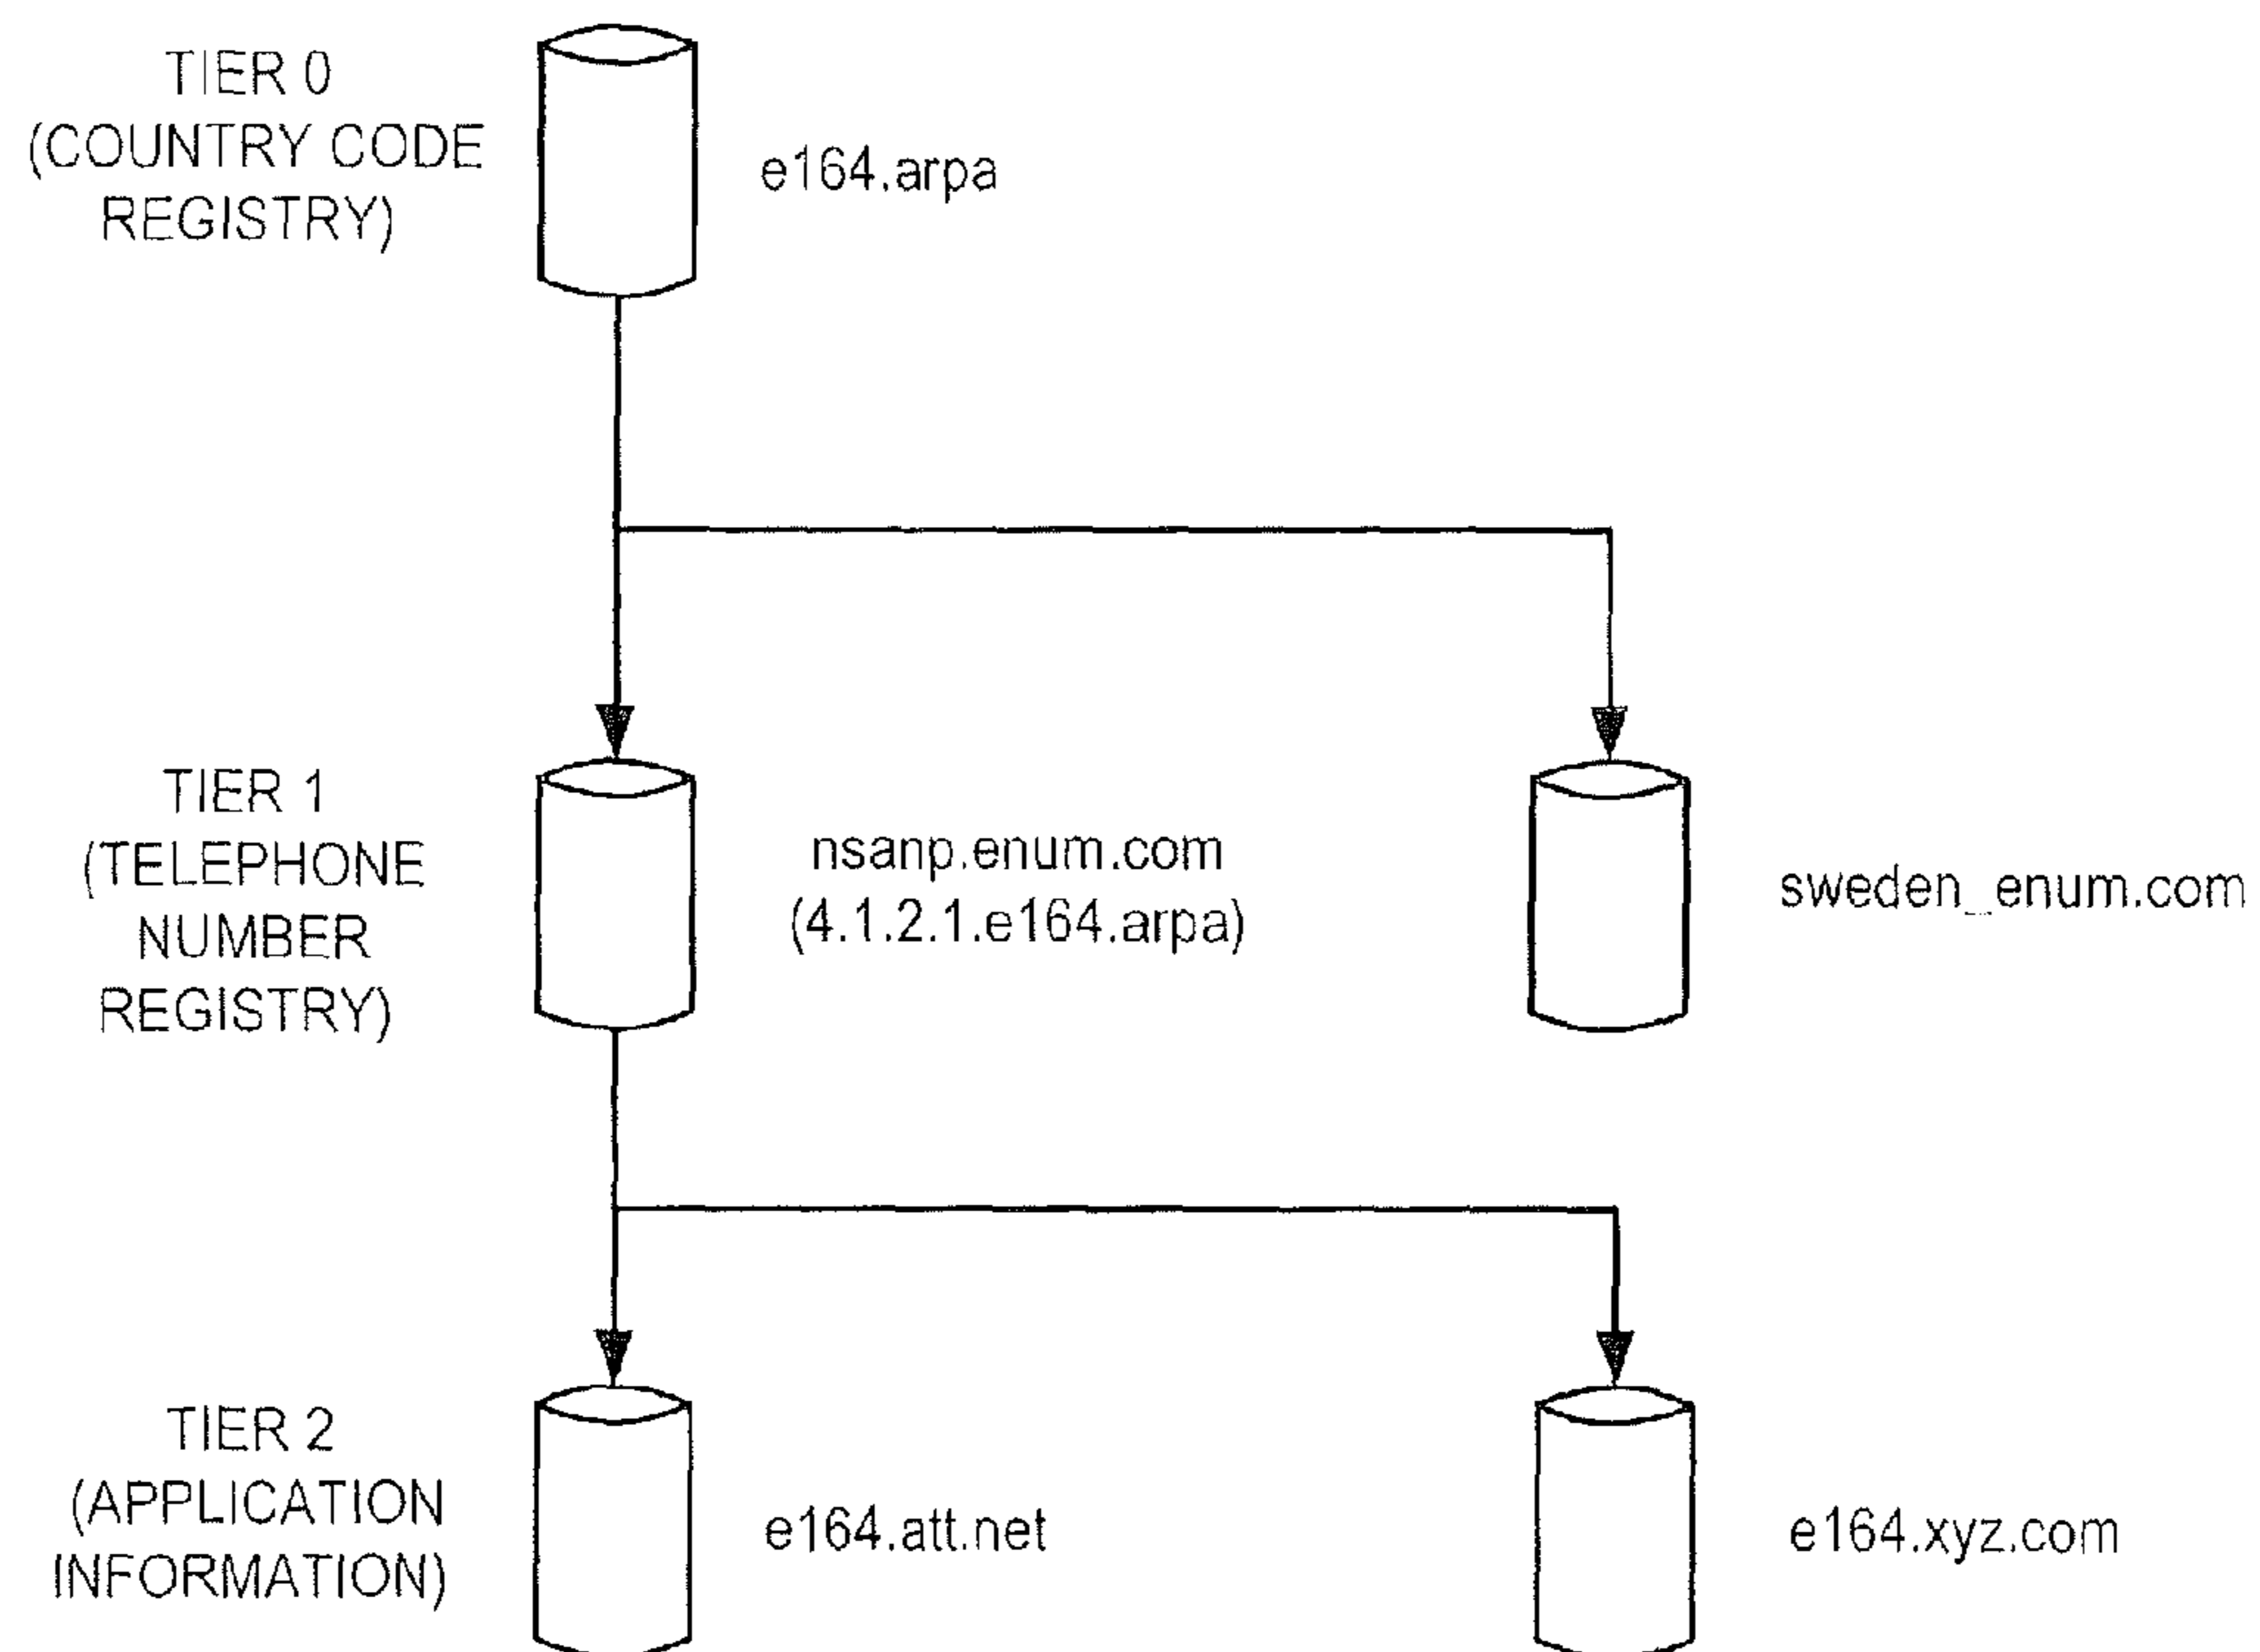 TIER 0
(COUNTRY CODE
REGISTRY)
e164.arpa
TIER 1
(TELEPHONE
NUMBER
REGISTRY)
nsanp.enum.com
(4.1.2.1.e164.arpa)
sweden_enum.com
TIER 2
(APPLICATION
INFORMATION)
e164.att.net
e164.xyz.com